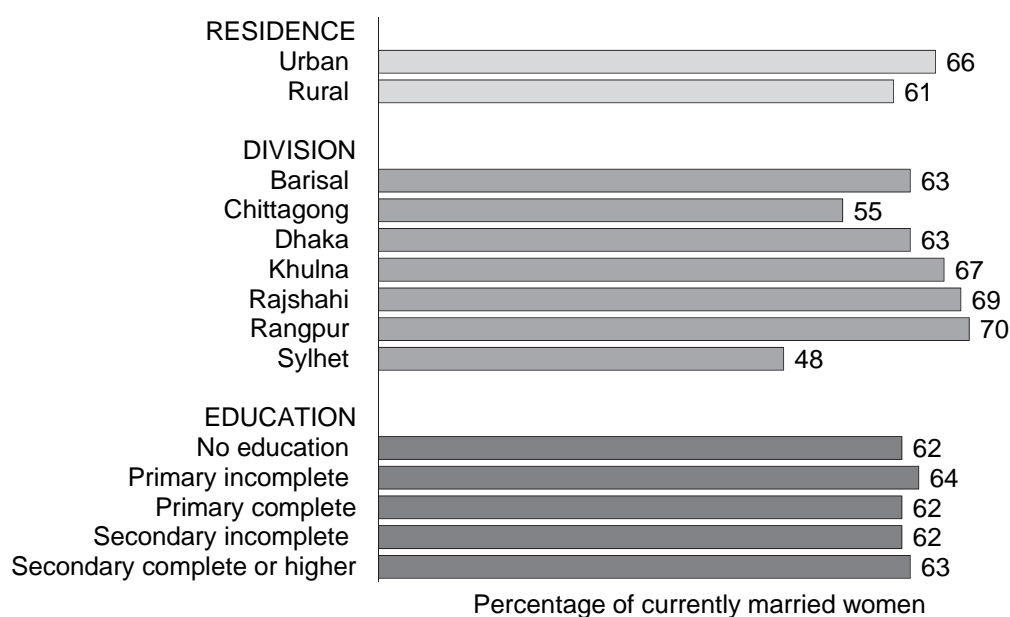 RESIDENCE
Urban 66
Rural 61
DIVISION
Barisal 63
Chittagong 55
Dhaka 63
Khulna 67
Rajshahi 69
Rangpur 70
Sylhet 48
EDUCATION
No education 62
Primary incomplete 64
Primary complete 62
Secondary incomplete 62
Secondary complete or higher 63
Percentage of currently married women